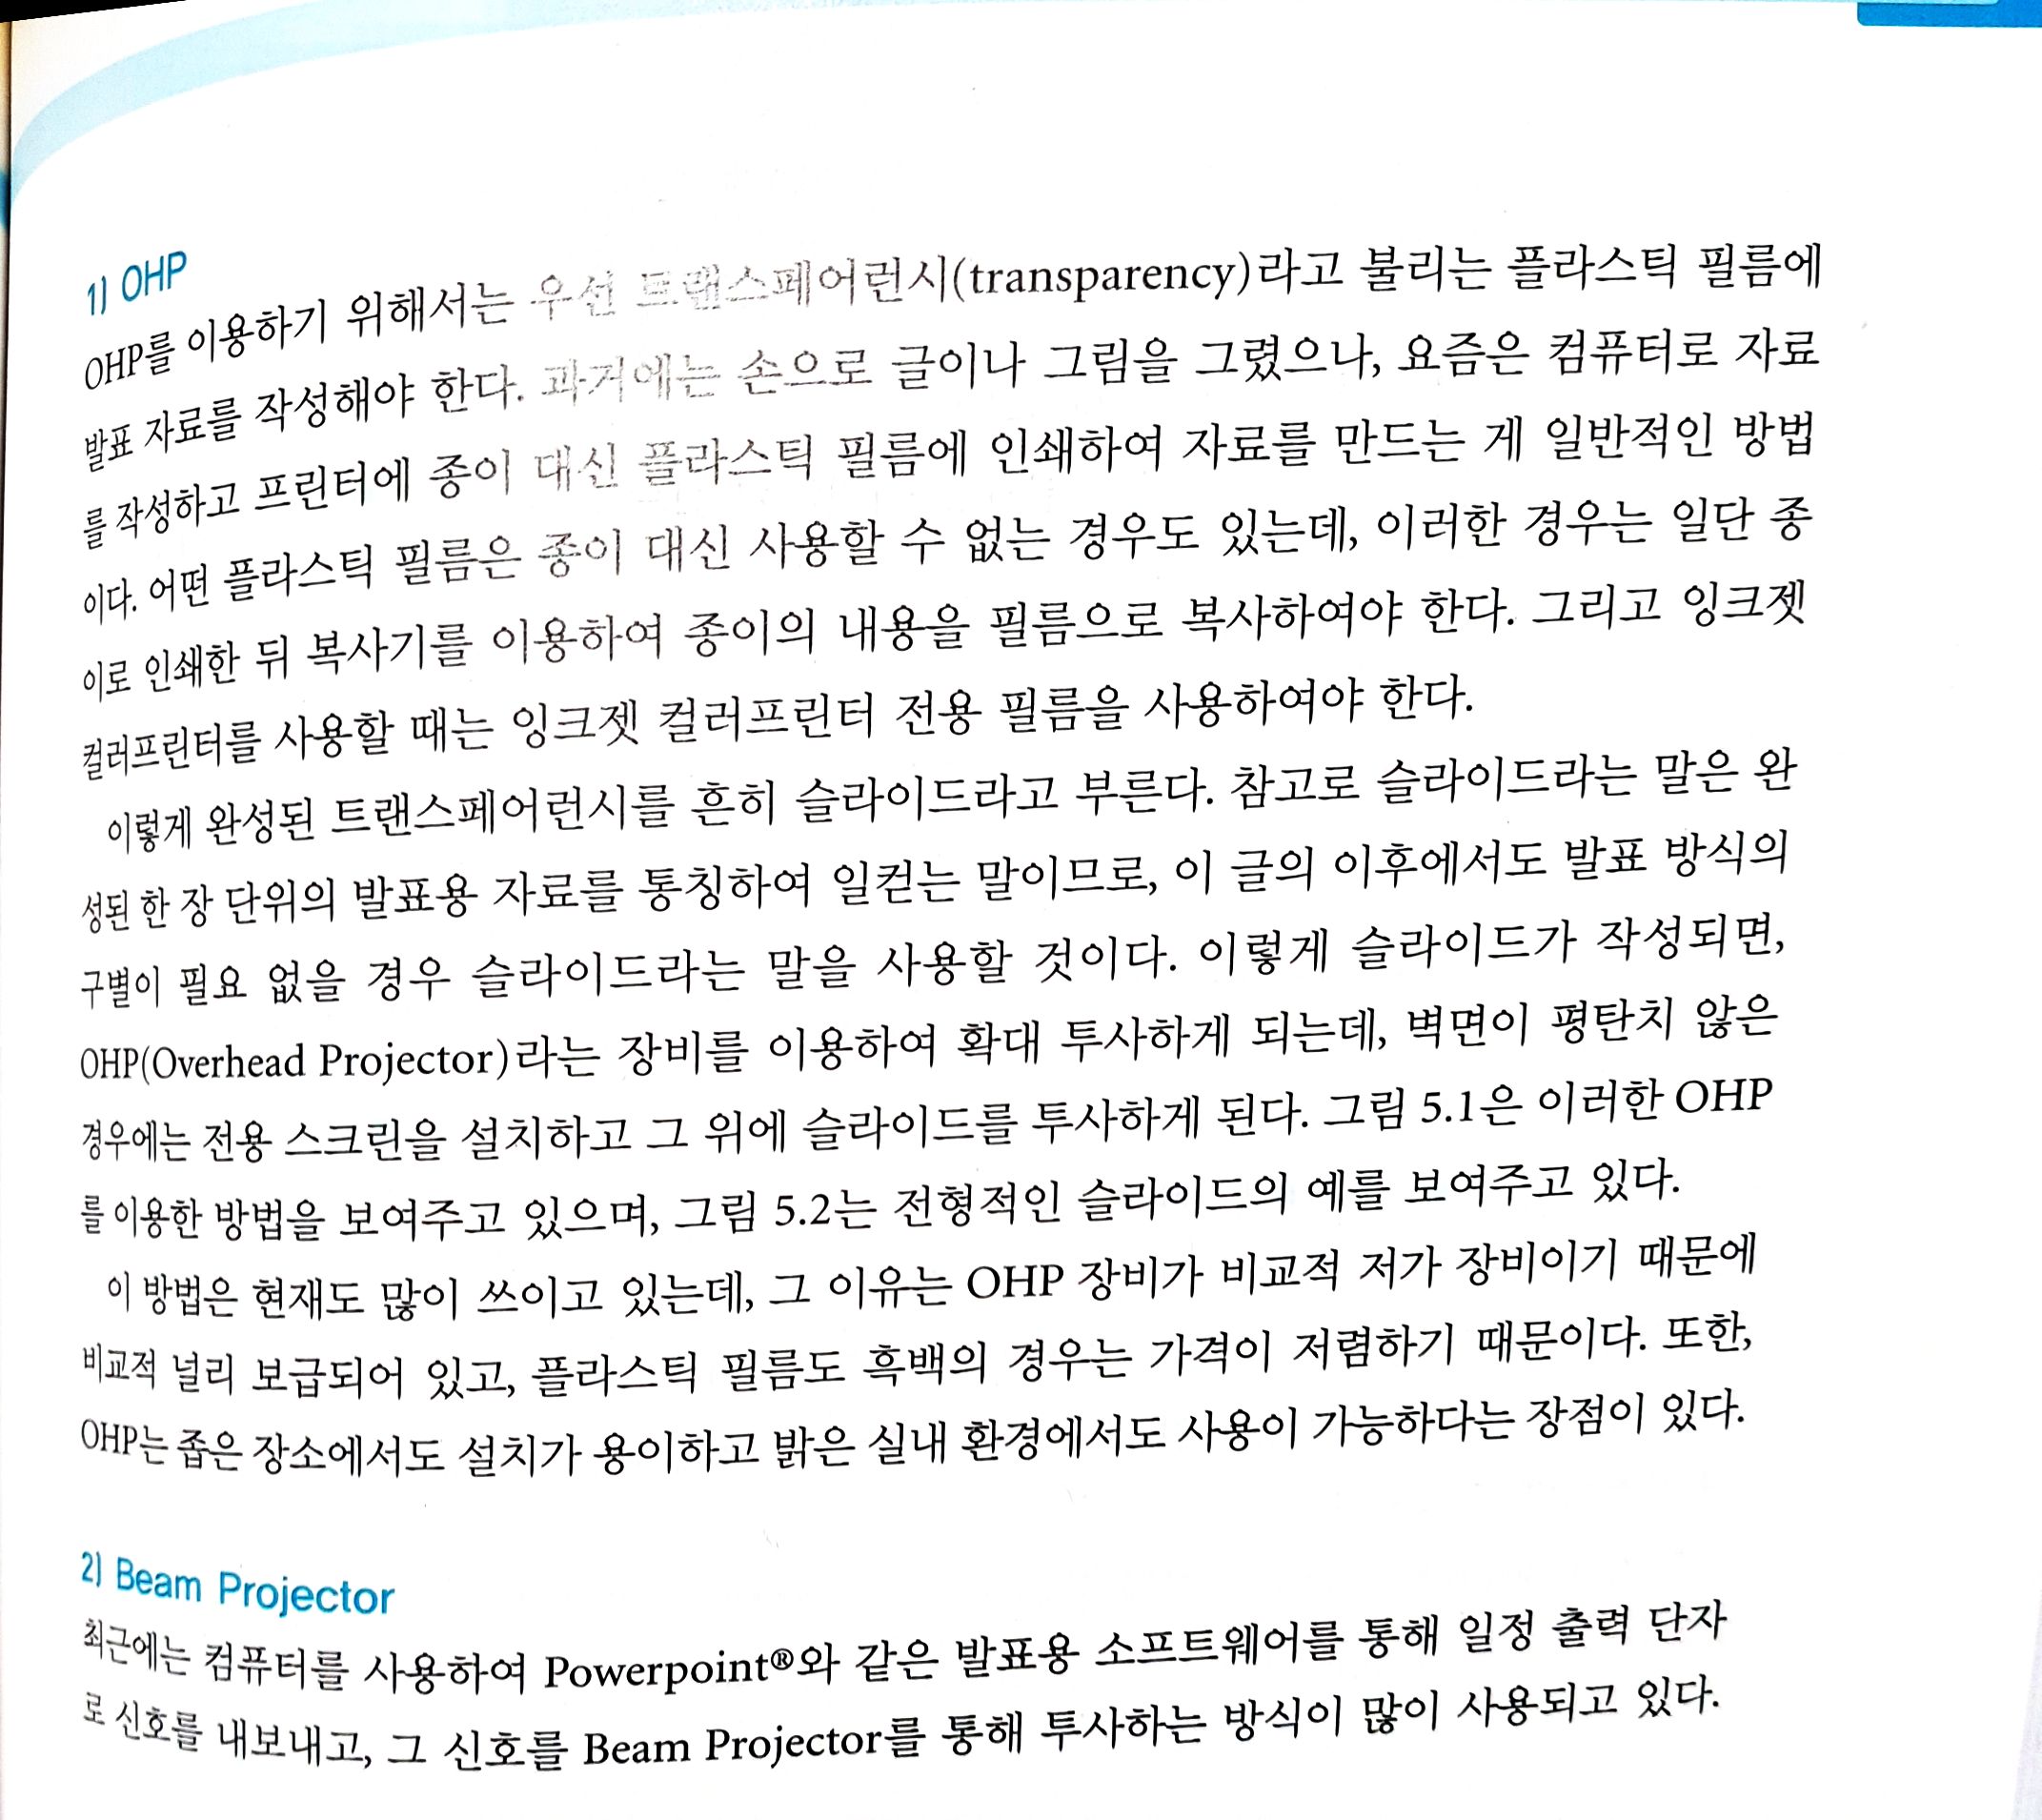 1) OHP
OHP를 이용하기 위해서는 우선 트랜스페어런시(transparency)라고 불리는 플라스틱 필름에
발표 자료를 작성해야 한다. 과거에는 손으로 글이나 그림을 그렸으나, 요즘은 컴퓨터로 자료
를 작성하고 프린터에 종이 대신 플라스틱 필름에 인쇄하여 자료를 만드는 게 일반적인 방법
이다. 어떤 플라스틱 필름은 종이 대신 사용할 수 없는 경우도 있는데, 이러한 경우는 일단 종
이로 인쇄한 뒤 복사기를 이용하여 종이의 내용을 필름으로 복사하여야 한다. 그리고 잉크젯
컬러프린터를 사용할 때는 잉크젯 컬러프린터 전용 필름을 사용하여야 한다.
이렇게 완성된 트랜스페어런시를 흔히 슬라이드라고 부른다. 참고로 슬라이드라는 말은 완
성된 한 장 단위의 발표용 자료를 통칭하여 일컫는 말이므로, 이 글의 이후에서도 발표 방식의
구별이 필요 없을 경우 슬라이드라는 말을 사용할 것이다. 이렇게 슬라이드가 작성되면,
OHP(Overhead Projector)라는 장비를 이용하여 확대 투사하게 되는데, 벽면이 평탄치 않은
경우에는 전용 스크린을 설치하고 그 위에 슬라이드를 투사하게 된다. 그림 5.1은 이러한 OHP
를 이용한 방법을 보여주고 있으며, 그림 5.2는 전형적인 슬라이드의 예를 보여주고 있다.
이 방법은 현재도 많이 쓰이고 있는데, 그 이유는 OHP 장비가 비교적 저가 장비이기 때문에
비교적 널리 보급되어 있고, 플라스틱 필름도 흑백의 경우는 가격이 저렴하기 때문이다. 또한,
OHP는 좁은 장소에서도 설치가 용이하고 밝은 실내 환경에서도 사용이 가능하다는 장점이 있다.
2) Beam Projector
최근에는 컴퓨터를 사용하여 Powerpoint®와 같은 발표용 소프트웨어를 통해 일정 출력 단자
로 신호를 내보내고, 그 신호를 Beam Projector를 통해 투사하는 방식이 많이 사용되고 있다.